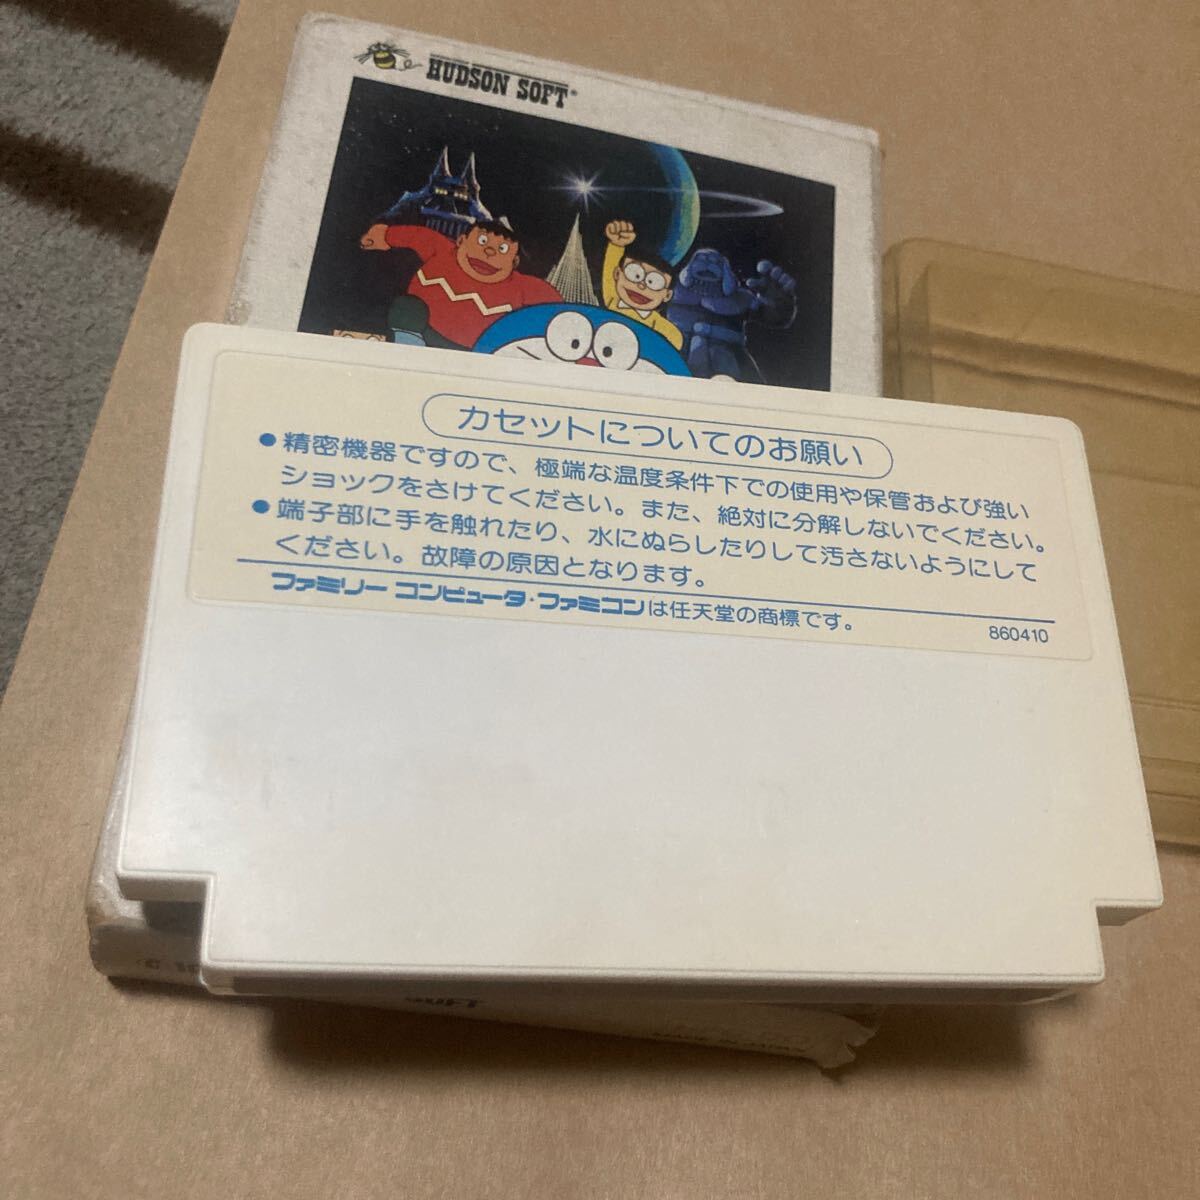 HUDSON SOFT
カセットについてのお願い
●精密機器ですので、極端な温度条件下での使用や保管および強い
ショックをさけてください。また、絶対に分解しないでください。
●端子部に手を触れたり、水にぬらしたりして汚さないようにして
ください。故障の原因となります。
ファミリー コンピュータ・ファミコンは任天堂の商標です。
860410